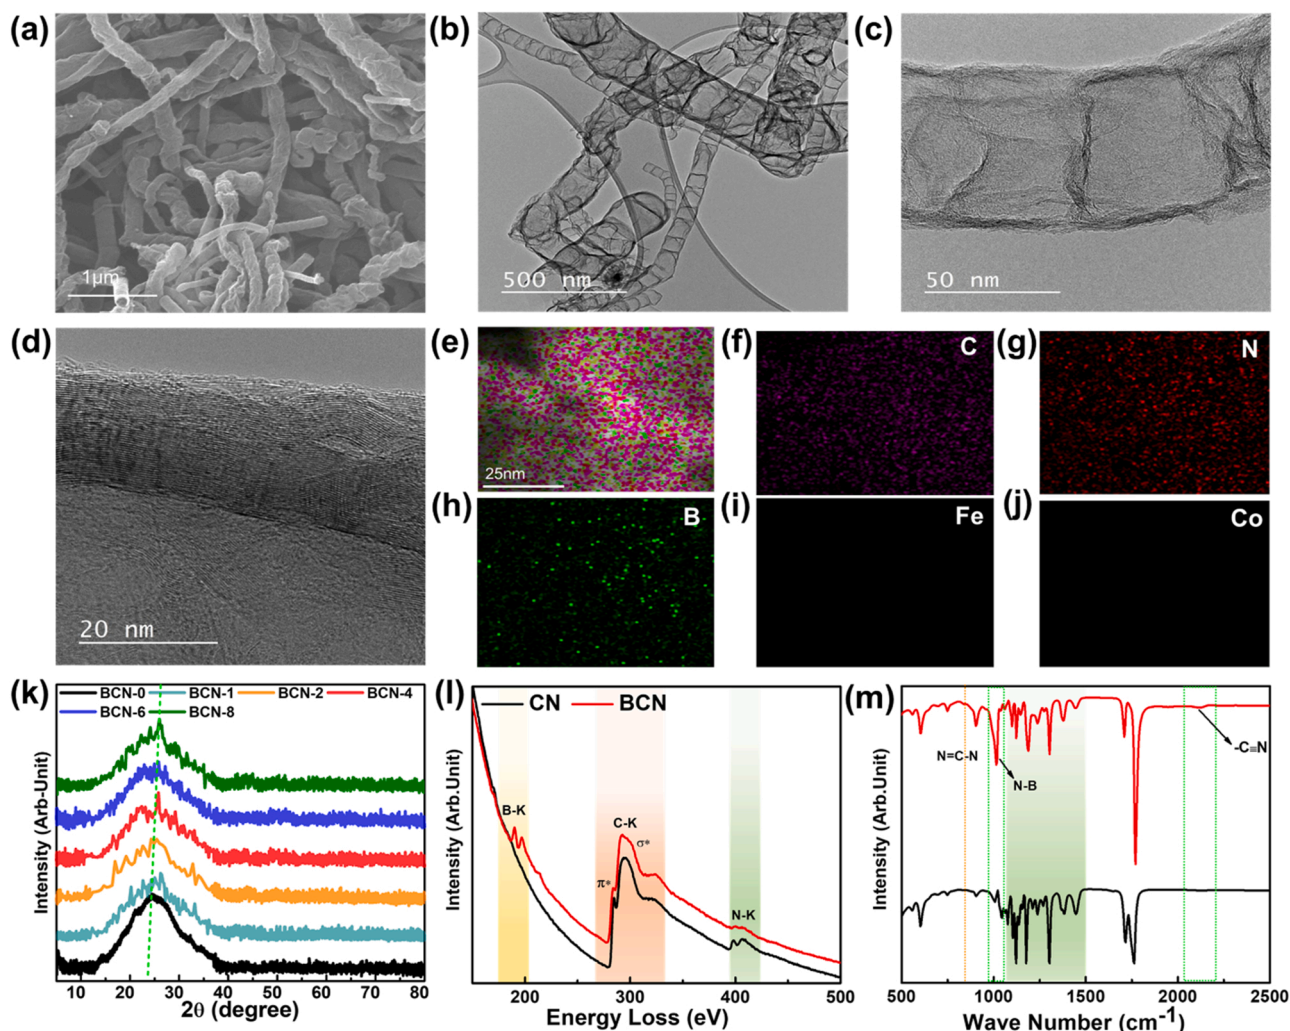 (a)
1μm
(b)
500 nm
(c)
50 nm
(d)
20 nm
(e)
25nm
(f)
C
(g)
N
(h)
B
(i)
Fe
(j)
Co
(k)
BCN-0 BCN-1 BCN-2 BCN-4
BCN-6 BCN-8
Intensity (Arb-Unit)
10 20 30 40 50 60 70 80
2θ (degree)
(l)
CN BCN
B-K
C-K
σ*
π*
N-K
Intensity (Arb.Unit)
200 300 400 500
Energy Loss (eV)
(m)
N=C-N
N-B
-C≡N
Intensity (Arb.Unit)
500 1000 1500 2000 2500
Wave Number (cm⁻¹)